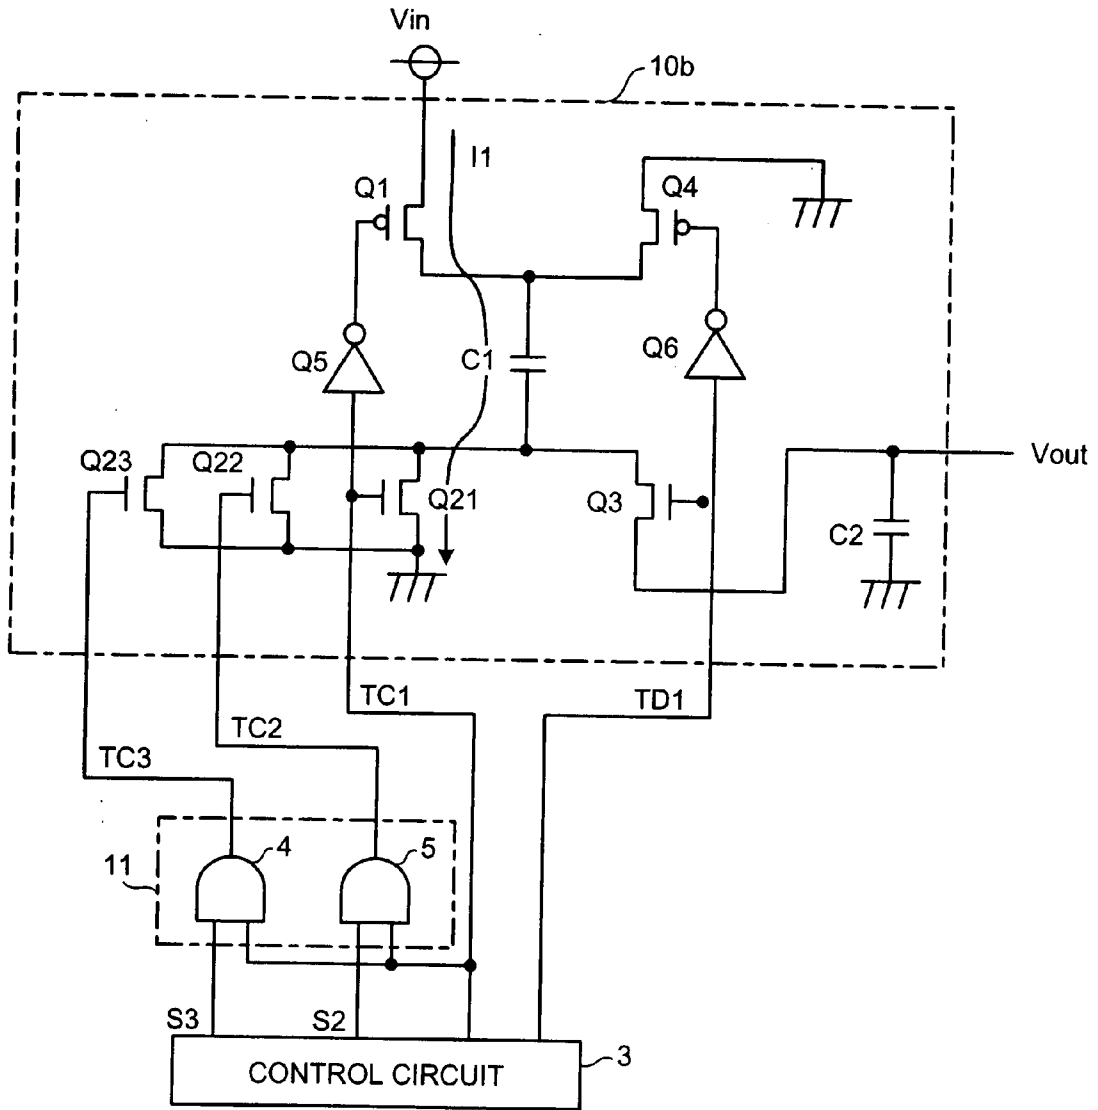 Vin
10b
I1
Q1
Q4
Q5
C1
Q6
Q23
Q22
Q21
Q3
Vout
C2
TC1
TD1
TC2
TC3
4
5
11
S3
S2
CONTROL CIRCUIT
3